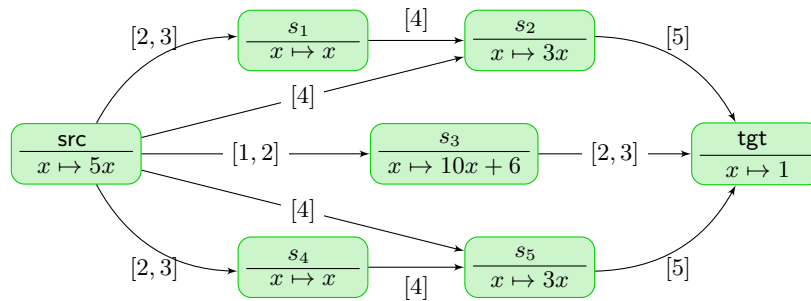 [2, 3]
s₁
x ↦ x
[4]
s₂
x ↦ 3x
[5]
[4]
src
x ↦ 5x
[1, 2]
s₃
x ↦ 10x + 6
[2, 3]
tgt
x ↦ 1
[4]
[2, 3]
s₄
x ↦ x
[4]
s₅
x ↦ 3x
[5]